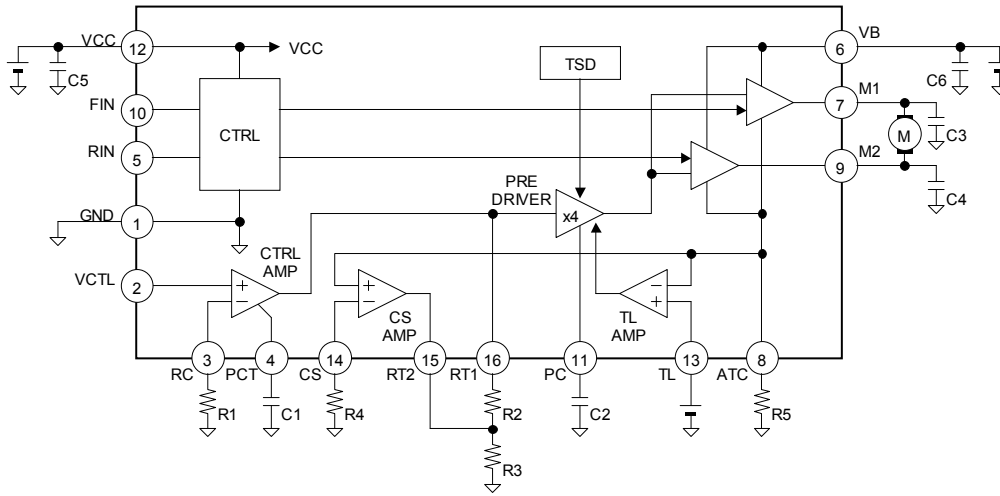 VCC
12
VCC
C5
TSD
VB
6
C6
FIN
10
M1
7
CTRL
C3
M
RIN
5
M2
9
PRE
DRIVER
x4
C4
GND
1
CTRL
AMP
VCTL
2
+
−
+
−
CS
AMP
−
+
TL
AMP
3
4
14
15
16
11
13
8
RC
PCT
CS
RT2
RT1
PC
TL
ATC
R1
C1
R4
R2
C2
R5
R3